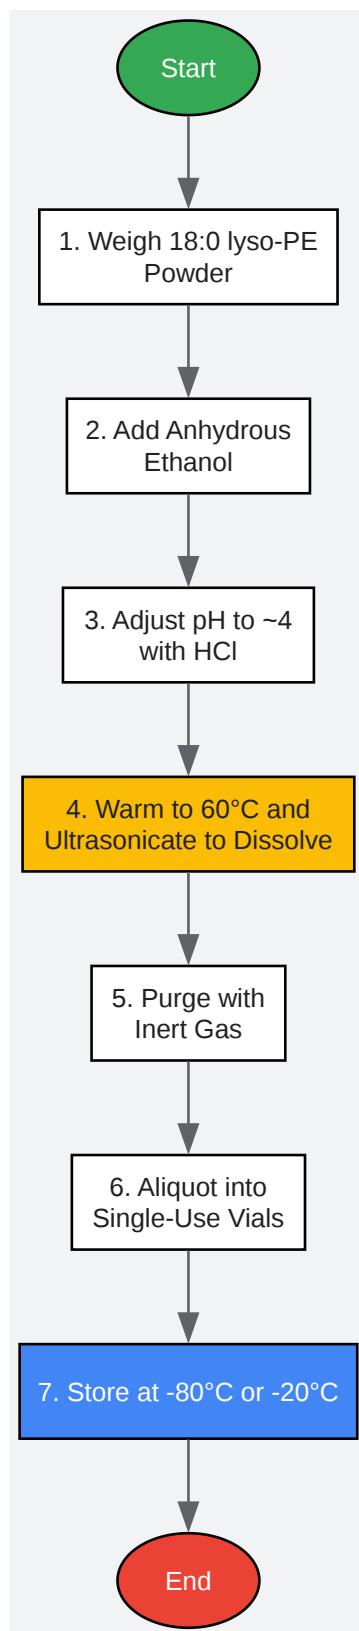 Start
1. Weigh 18:0 lyso-PE
Powder
2. Add Anhydrous
Ethanol
3. Adjust pH to ~4
with HCl
4. Warm to 60°C and
Ultrasonicate to Dissolve
5. Purge with
Inert Gas
6. Aliquot into
Single-Use Vials
7. Store at -80°C or -20°C
End